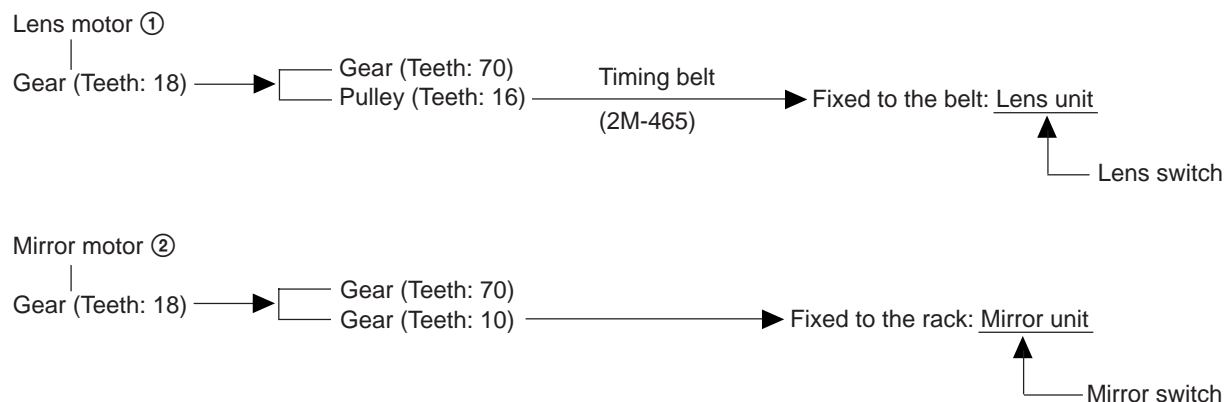 Lens motor ①
Gear (Teeth: 18)
Gear (Teeth: 70)
Pulley (Teeth: 16)
Timing belt
(2M-465)
Fixed to the belt: Lens unit
Lens switch
Mirror motor ②
Gear (Teeth: 18)
Gear (Teeth: 70)
Gear (Teeth: 10)
Fixed to the rack: Mirror unit
Mirror switch